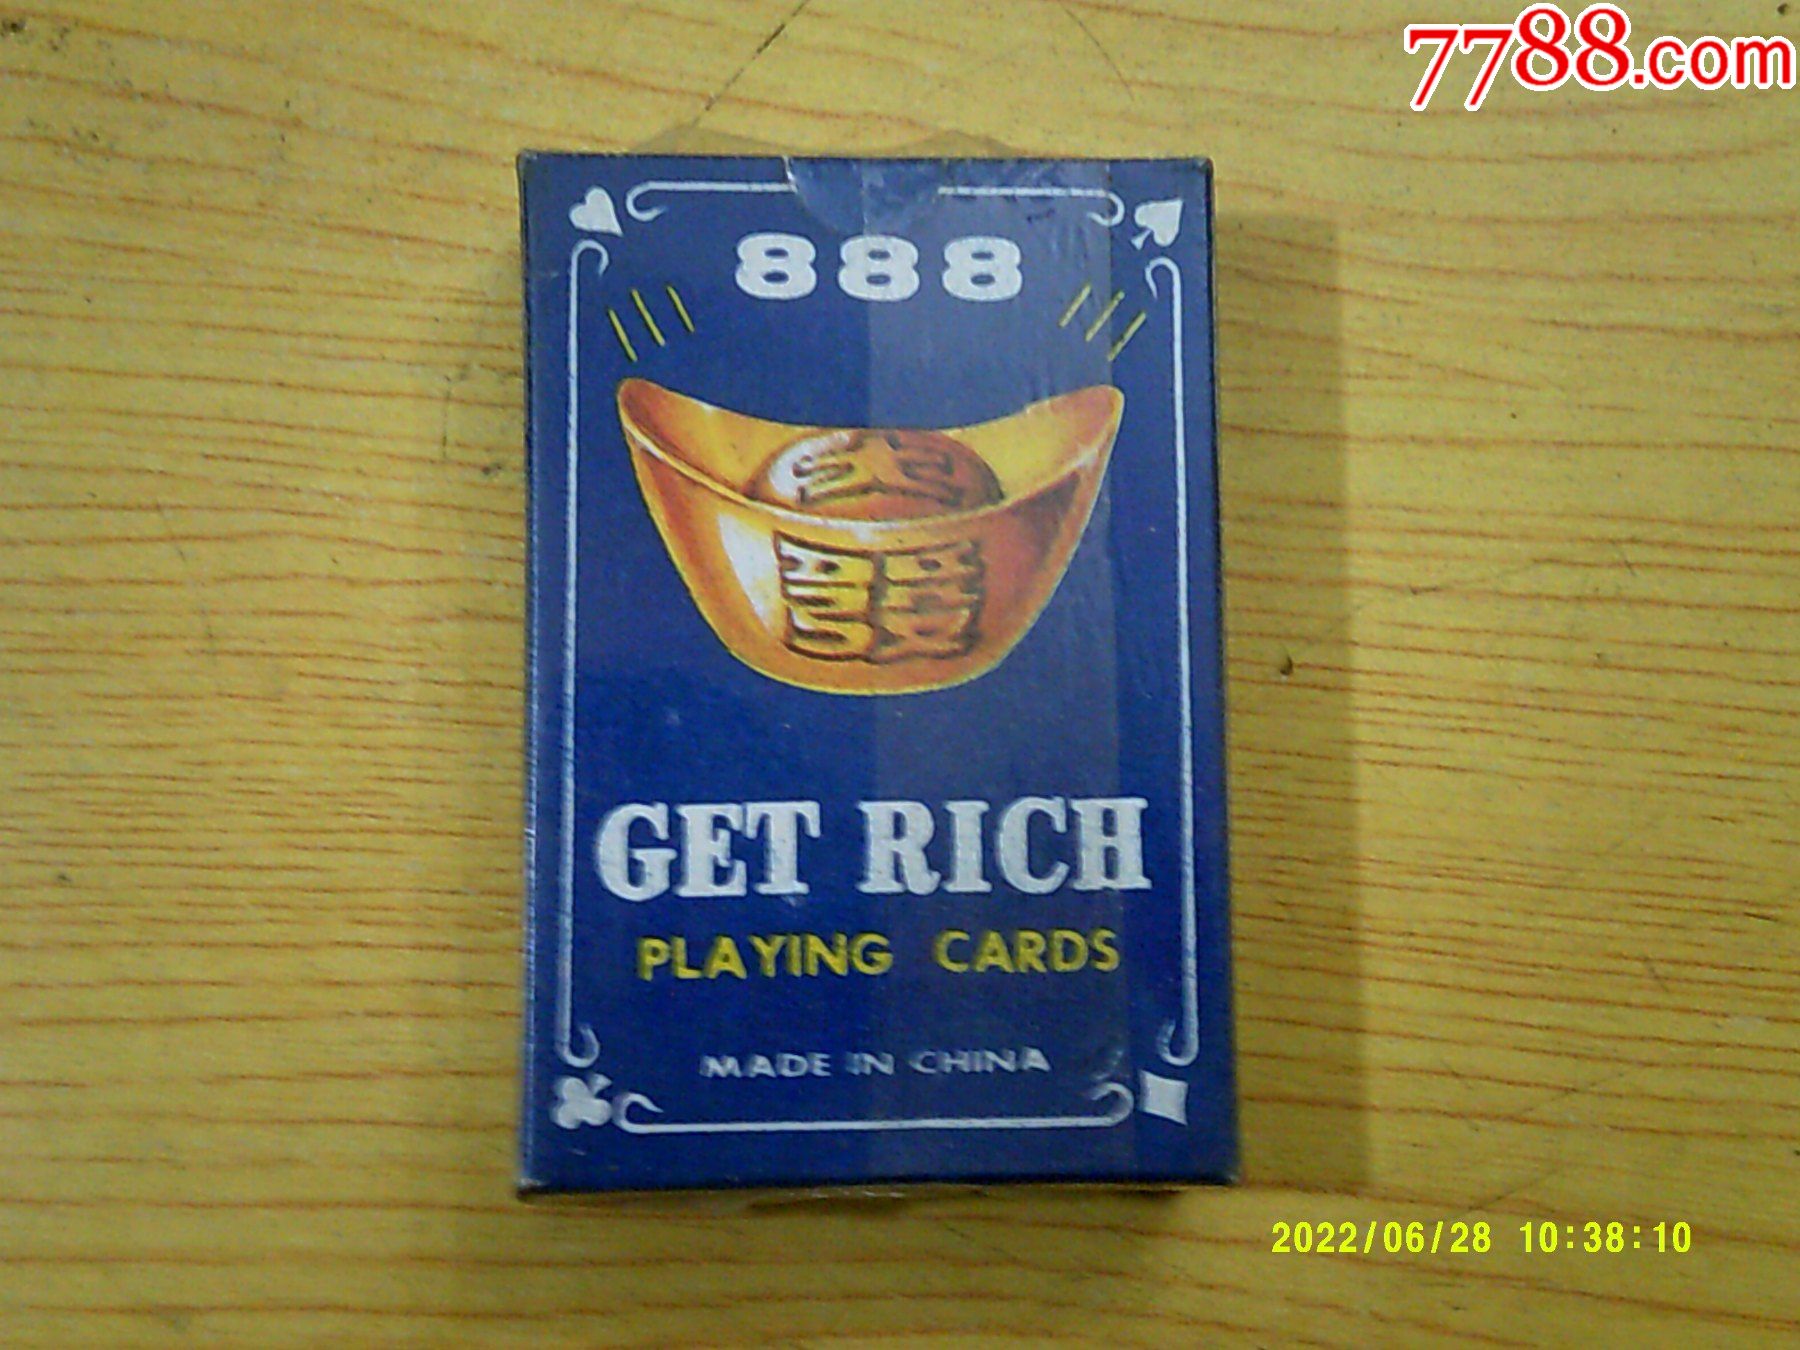 7788.com
888
GET RICH
PLAYING CARDS
MADE IN CHINA
2022/06/28 10:38:10